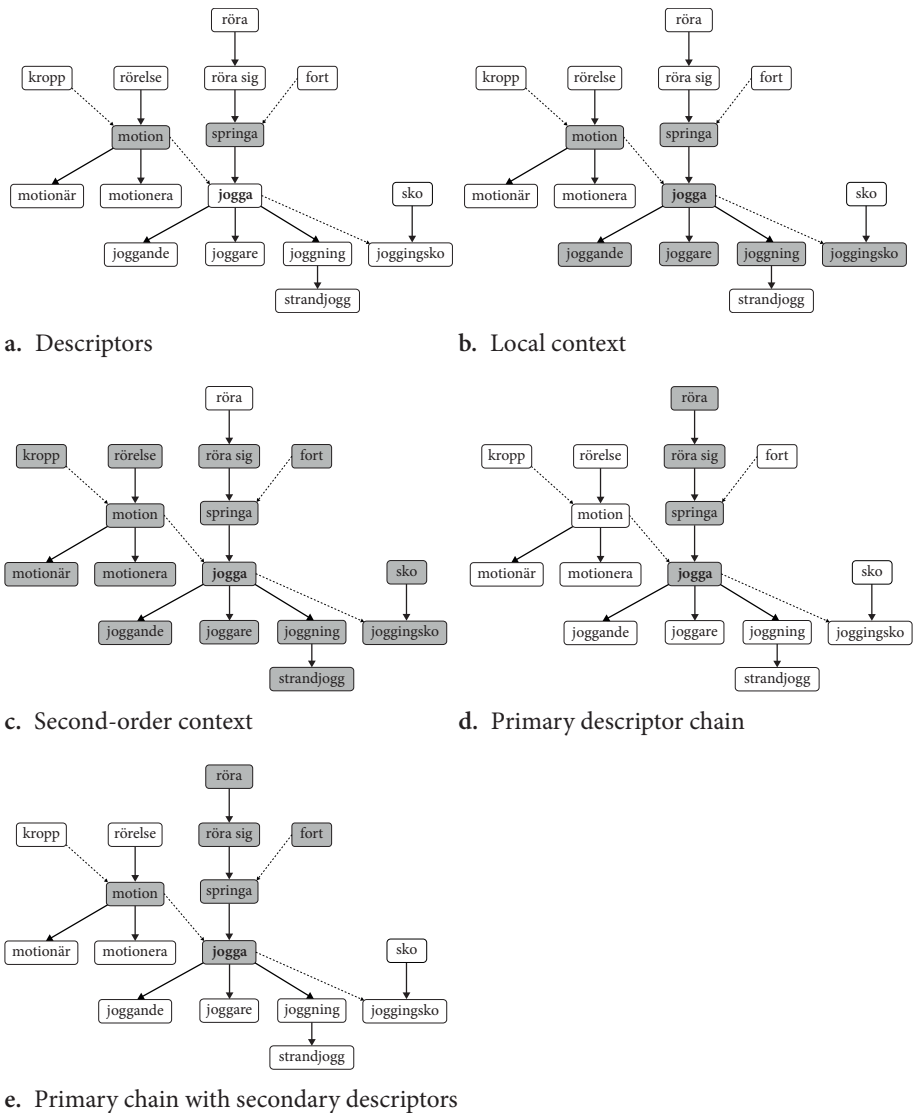 röra
kropp rörelse röra sig fort
motion springa
motionär motionera jogga sko
joggande joggare joggning joggingsko
strandjogg
a. Descriptors
röra
kropp rörelse röra sig fort
motion springa
motionär motionera jogga sko
joggande joggare joggning joggingsko
strandjogg
b. Local context
röra
kropp rörelse röra sig fort
motion springa
motionär motionera jogga sko
joggande joggare joggning joggingsko
strandjogg
c. Second-order context
röra
kropp rörelse röra sig fort
motion springa
motionär motionera jogga sko
joggande joggare joggning joggingsko
strandjogg
d. Primary descriptor chain
röra
kropp rörelse röra sig fort
motion springa
motionär motionera jogga sko
joggande joggare joggning joggingsko
strandjogg
e. Primary chain with secondary descriptors